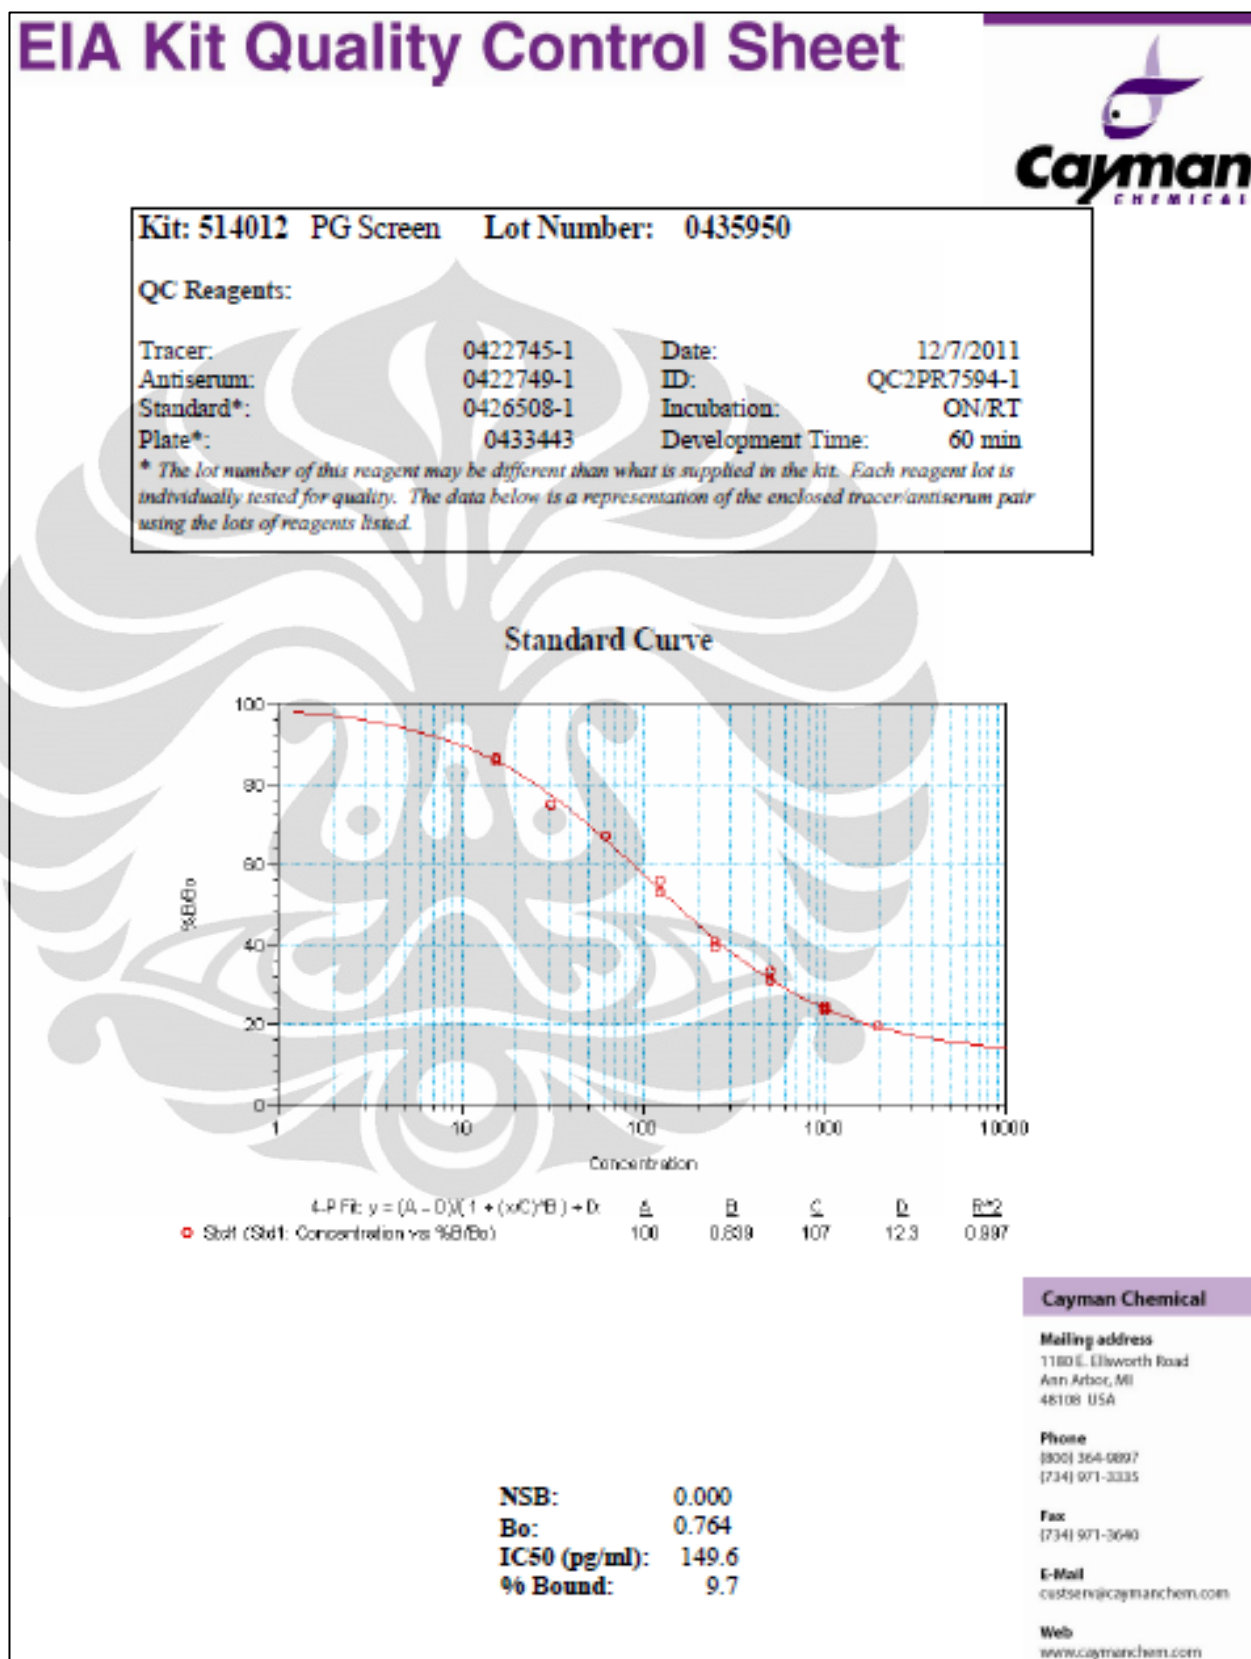 EIA Kit Quality Control Sheet
Cayman
CHEMICAL
Kit: 514012 PG Screen Lot Number: 0435950
QC Reagents:
Tracer: 0422745-1 Date: 12/7/2011
Antiserum: 0422749-1 ID: QC2PR7594-1
Standard*: 0426508-1 Incubation: ON/RT
Plate*: 0433443 Development Time: 60 min
* The lot number of this reagent may be different than what is supplied in the kit. Each reagent lot is
individually tested for quality. The data below is a representation of the enclosed tracer/antiserum pair
using the lots of reagents listed.
Standard Curve
100
80
60
40
20
0
%B/Bo
1 10 100 1000 10000
Concentration
4-P Fit: y = (A - D)/( 1 + (x/C)^B ) + D: A B C D R^2
Std1 (Std1: Concentration vs %B/Bo) 100 0.839 107 12.3 0.997
Cayman Chemical
Mailing address
1180 E. Ellsworth Road
Ann Arbor, MI
48108 USA
Phone
(800) 364-9897
(734) 971-3335
Fax
(734) 971-3640
E-Mail
custserv@caymanchem.com
Web
www.caymanchem.com
NSB: 0.000
Bo: 0.764
IC50 (pg/ml): 149.6
% Bound: 9.7